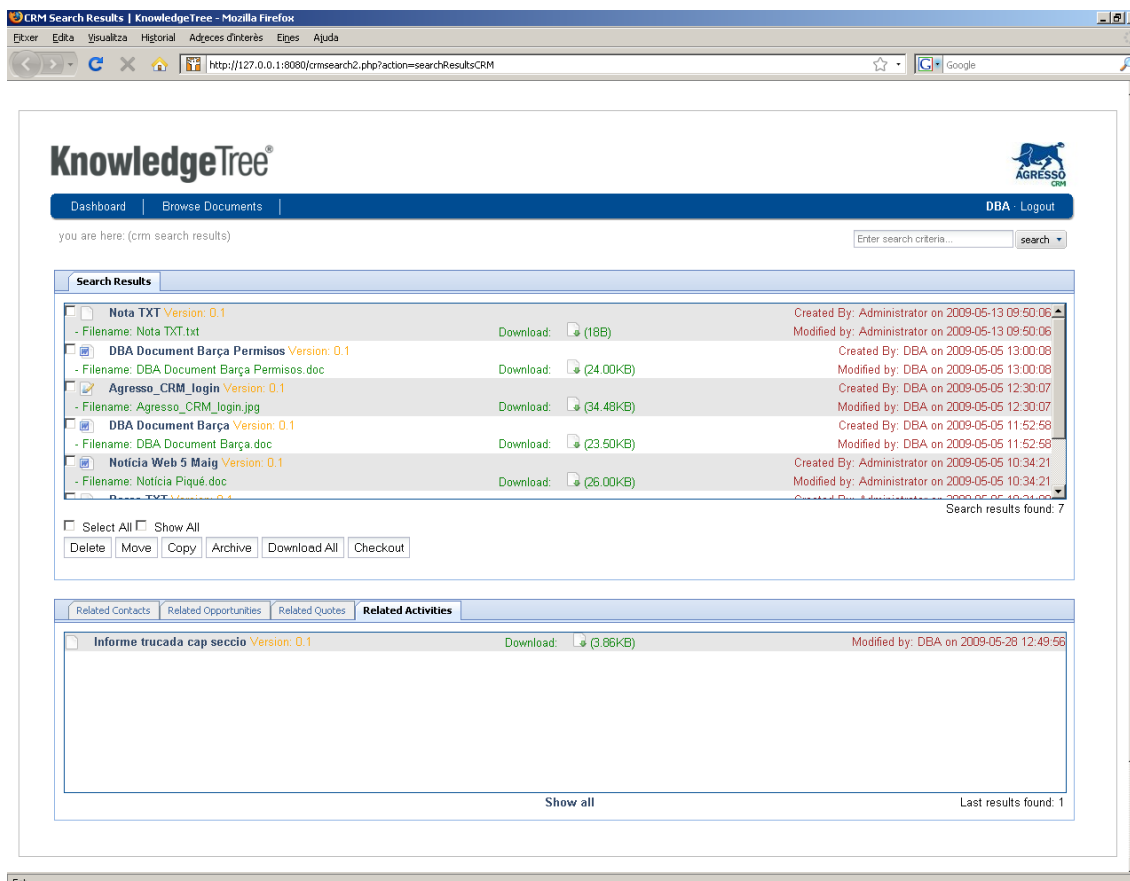 CRM Search Results | KnowledgeTree - Mozilla Firefox
Fitxer Edita Visualitza Historial Adreces d'interès Eines Ajuda
http://127.0.0.1:8080/crmsearch2.php?action=searchResultsCRM Google
KnowledgeTree®
AGRESSO
CRM
Dashboard | Browse Documents | DBA · Logout
you are here: (crm search results) Enter search criteria... search
Search Results
Nota TXT Version: 0.1 Created By: Administrator on 2009-05-13 09:50:06
- Filename: Nota TXT.txt Download: (18B) Modified by: Administrator on 2009-05-13 09:50:06
DBA Document Barça Permisos Version: 0.1 Created By: DBA on 2009-05-05 13:00:08
- Filename: DBA Document Barça Permisos.doc Download: (24.00KB) Modified by: DBA on 2009-05-05 13:00:08
Agresso_CRM_login Version: 0.1 Created By: DBA on 2009-05-05 12:30:07
- Filename: Agresso_CRM_login.jpg Download: (34.48KB) Modified by: DBA on 2009-05-05 12:30:07
DBA Document Barça Version: 0.1 Created By: DBA on 2009-05-05 11:52:58
- Filename: DBA Document Barça.doc Download: (23.50KB) Modified by: DBA on 2009-05-05 11:52:58
Notícia Web 5 Maig Version: 0.1 Created By: Administrator on 2009-05-05 10:34:21
- Filename: Notícia Piqué.doc Download: (26.00KB) Modified by: Administrator on 2009-05-05 10:34:21
Search results found: 7
Select All Show All
Delete Move Copy Archive Download All Checkout
Related Contacts Related Opportunities Related Quotes Related Activities
Informe trucada cap seccio Version: 0.1 Download: (3.86KB) Modified by: DBA on 2009-05-28 12:49:56
Show all Last results found: 1